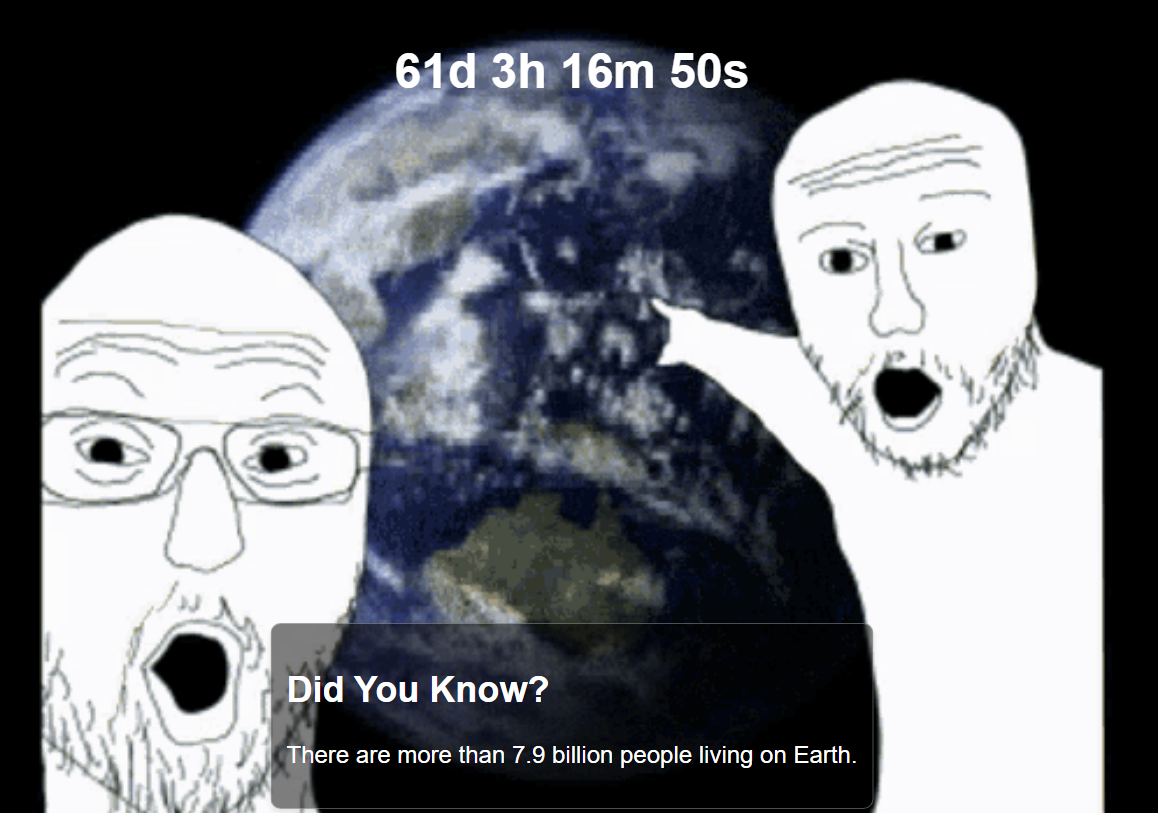 61d 3h 16m 50s
Did You Know?
There are more than 7.9 billion people living on Earth.